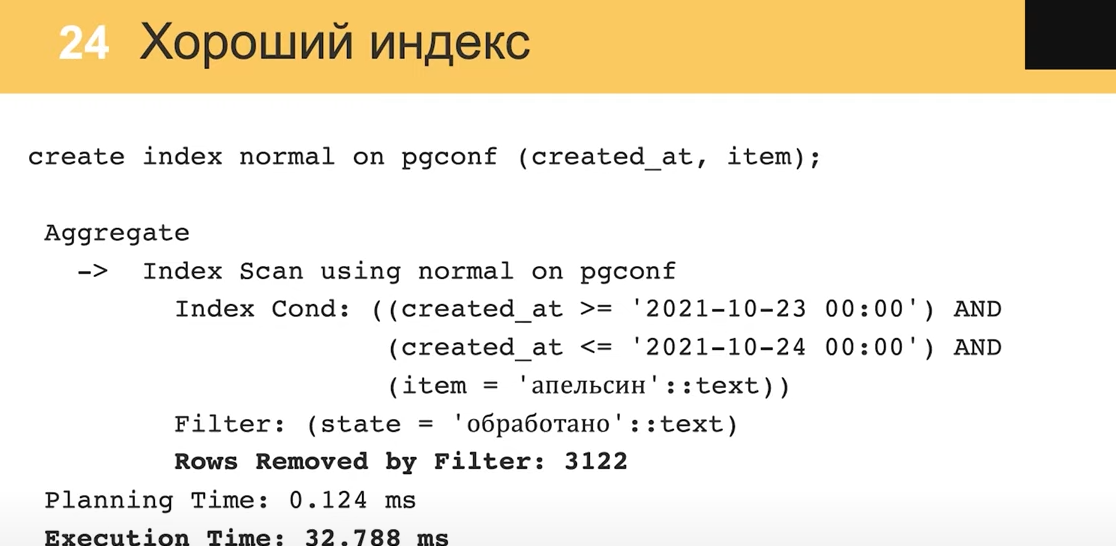 24 Хороший индекс
create index normal on pgconf (created_at, item);
Aggregate
-> Index Scan using normal on pgconf
Index Cond: ((created_at >= '2021-10-23 00:00') AND
(created_at <= '2021-10-24 00:00') AND
(item = 'апельсин'::text))
Filter: (state = 'обработано'::text)
Rows Removed by Filter: 3122
Planning Time: 0.124 ms
Execution Time: 32.788 ms